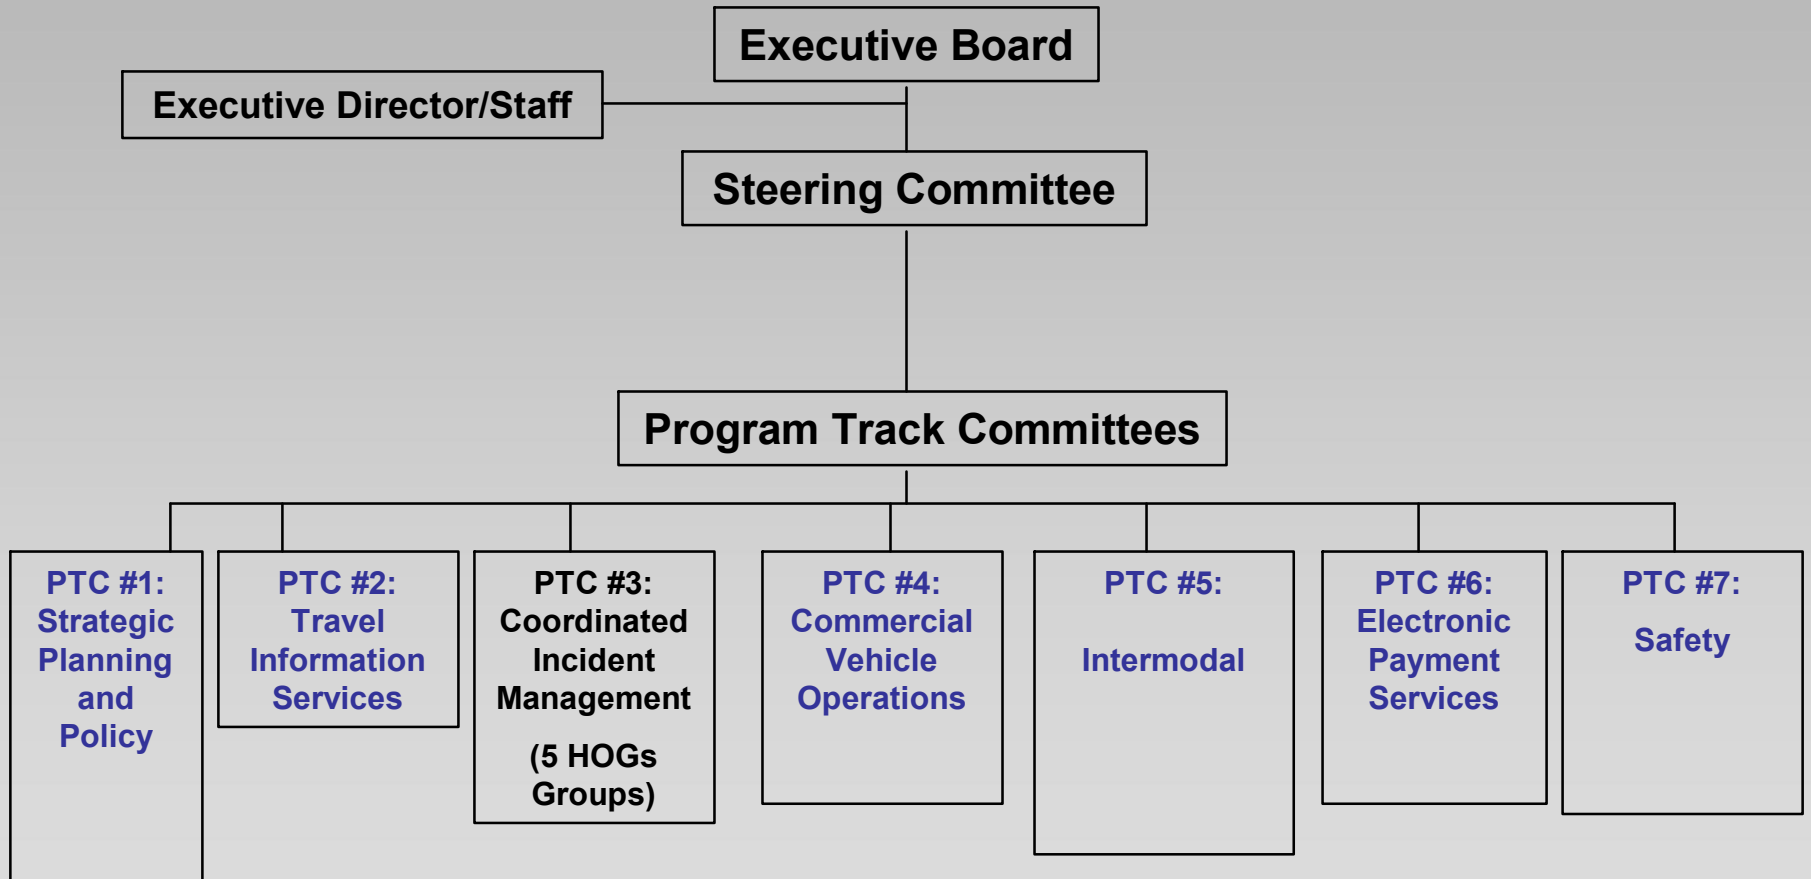 Executive Board
Executive Director/Staff
Steering Committee
Program Track Committees
PTC #1:
Strategic
Planning
and
Policy
PTC #2:
Travel
Information
Services
PTC #3:
Coordinated
Incident
Management
(5 HOGs
Groups)
PTC #4:
Commercial
Vehicle
Operations
PTC #5:
Intermodal
PTC #6:
Electronic
Payment
Services
PTC #7:
Safety